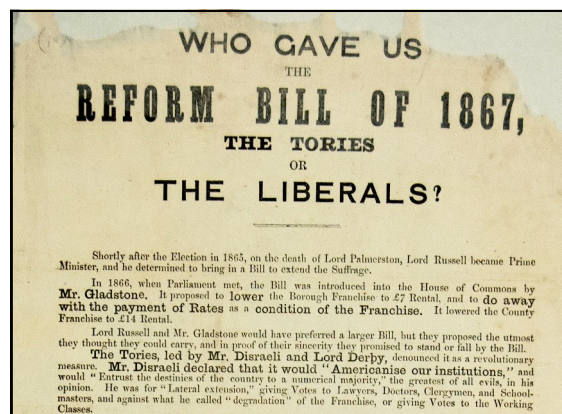 WHO GAVE US
THE
REFORM BILL OF 1867,
THE TORIES
OR
THE LIBERALS?
Shortly after the Election in 1865, on the death of Lord Palmerston, Lord Russell became Prime
Minister, and he determined to bring in a Bill to extend the Suffrage.
In 1866, when Parliament met, the Bill was introduced into the House of Commons by
Mr. Gladstone. It proposed to lower the Borough Franchise to £7 Rental, and to do away
with the payment of Rates as a condition of the Franchise. It lowered the County
Franchise to £14 Rental.
Lord Russell and Mr. Gladstone would have preferred a larger Bill, but they proposed the utmost
they thought they could carry, and in proof of their sincerity they promised to stand or fall by the Bill.
The Tories, led by Mr. Disraeli and Lord Derby, denounced it as a revolutionary
measure. Mr. Disraeli declared that it would "Americanise our institutions," and
would "Entrust the destinies of the country to a numerical majority," the greatest of all evils, in his
opinion. He was for "Lateral extension," giving Votes to Lawyers, Doctors, Clergymen, and School-
masters, and against what he called "degradation" of the Franchise, or giving Votes to the Working
Classes.